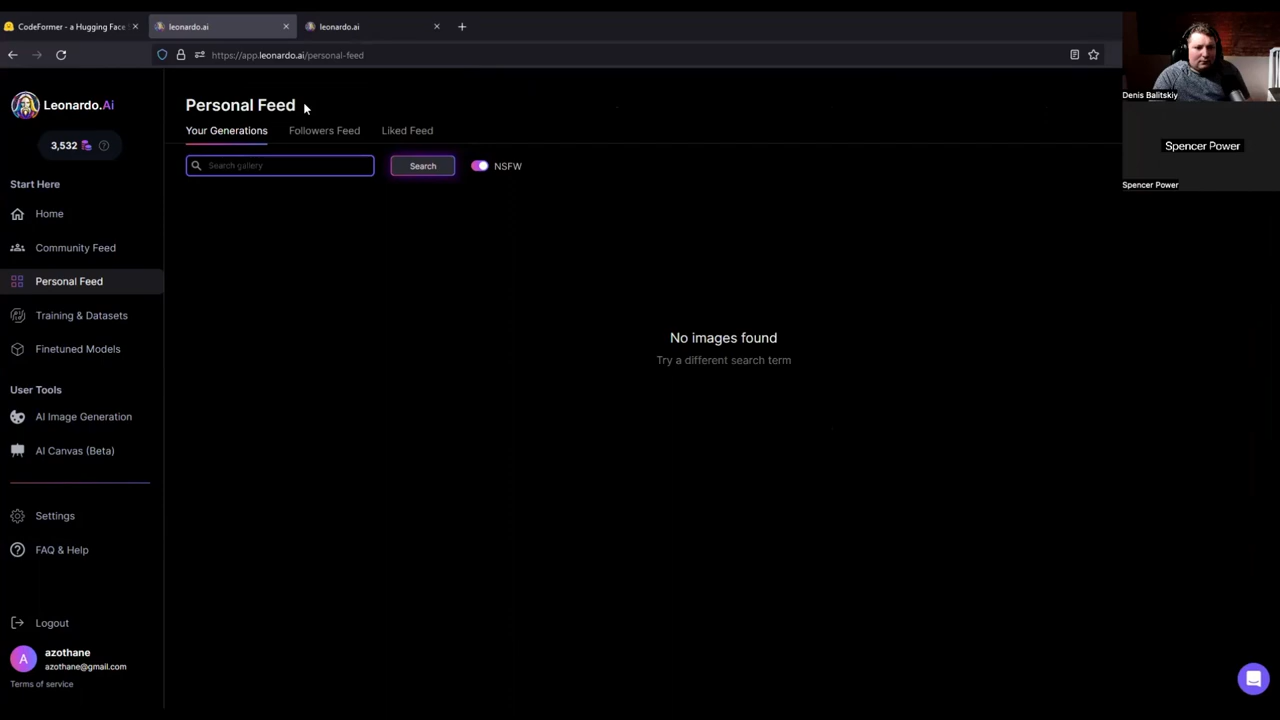 CodeFormer - a Hugging Face S
leonardo.ai
leonardo.ai
https://app.leonardo.ai/personal-feed
Leonardo.Ai
3,532
Start Here
Home
Community Feed
Personal Feed
Training & Datasets
Finetuned Models
User Tools
AI Image Generation
AI Canvas (Beta)
Settings
FAQ & Help
Logout
A
azothane
azothane@gmail.com
Terms of service
Personal Feed
Your Generations Followers Feed Liked Feed
Search gallery Search NSFW
No images found
Try a different search term
Denis Balitskiy
Spencer Power
Spencer Power